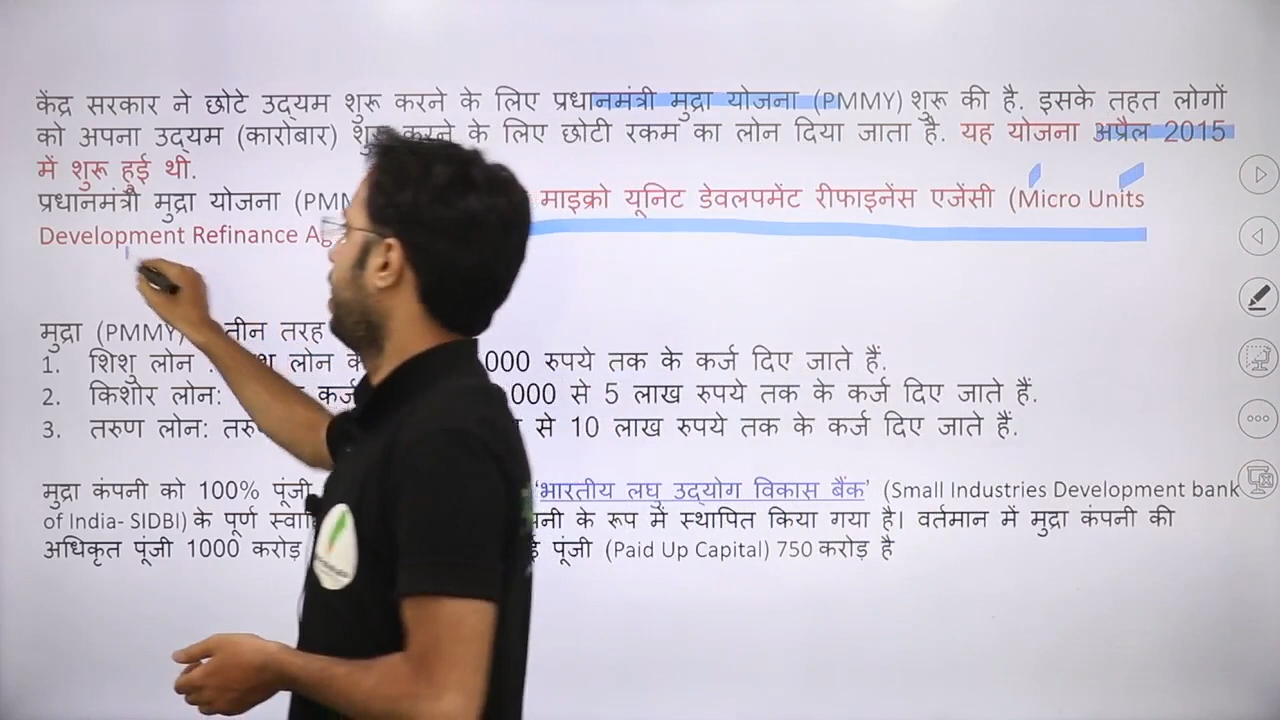 केंद्र सरकार ने छोटे उद्यम शुरू करने के लिए प्रधानमंत्री मुद्रा योजना (PMMY) शुरू की है. इसके तहत लोगों
को अपना उद्यम (कारोबार) शुरू करने के लिए छोटी रकम का लोन दिया जाता है. यह योजना अप्रैल 2015
में शुरू हुई थी.
प्रधानमंत्री मुद्रा योजना माइक्रो यूनिट डेवलपमेंट रीफाइनेंस एजेंसी (Micro Units
Development Refinance
मुद्रा (PMMY) तीन तरह
1. शिशु लोन : लोन 000 रुपये तक के कर्ज दिए जाते हैं.
2. किशोर लोन: कर्ज 000 से 5 लाख रुपये तक के कर्ज दिए जाते हैं.
3. तरुण लोन: से 10 लाख रुपये तक के कर्ज दिए जाते हैं.
मुद्रा कंपनी को 100% पूंजी 'भारतीय लघु उद्योग विकास बैंक' (Small Industries Development bank
of India- SIDBI) के पूर्ण के रूप में स्थापित किया गया है। वर्तमान में मुद्रा कंपनी की
अधिकृत पूंजी 1000 करोड़ पूंजी (Paid Up Capital) 750 करोड़ है